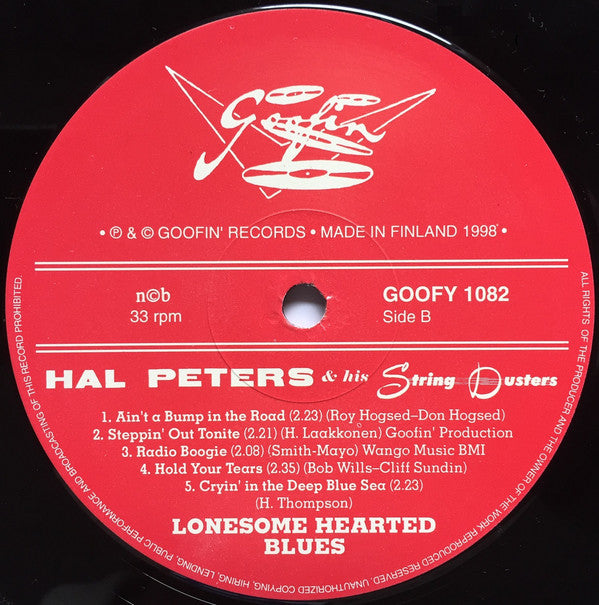 Goofin'
• ℗ & © GOOFIN' RECORDS • MADE IN FINLAND 1998 •
n©b
33 rpm
GOOFY 1082
Side B
HAL PETERS & his String Dusters
1. Ain't a Bump in the Road (2.23) (Roy Hogsed–Don Hogsed)
2. Steppin' Out Tonite (2.21) (H. Laakkonen) Goofin' Production
3. Radio Boogie (2.08) (Smith-Mayo) Wango Music BMI
4. Hold Your Tears (2.35) (Bob Wills–Cliff Sundin)
5. Cryin' in the Deep Blue Sea (2.23)
(H. Thompson)
LONESOME HEARTED
BLUES
ALL RIGHTS OF THE PRODUCER AND THE OWNER OF THE WORK REPRODUCED RESERVED. UNAUTHORIZED COPYING, HIRING, LENDING, PUBLIC PERFORMANCE AND BROADCASTING OF THIS RECORD PROHIBITED.